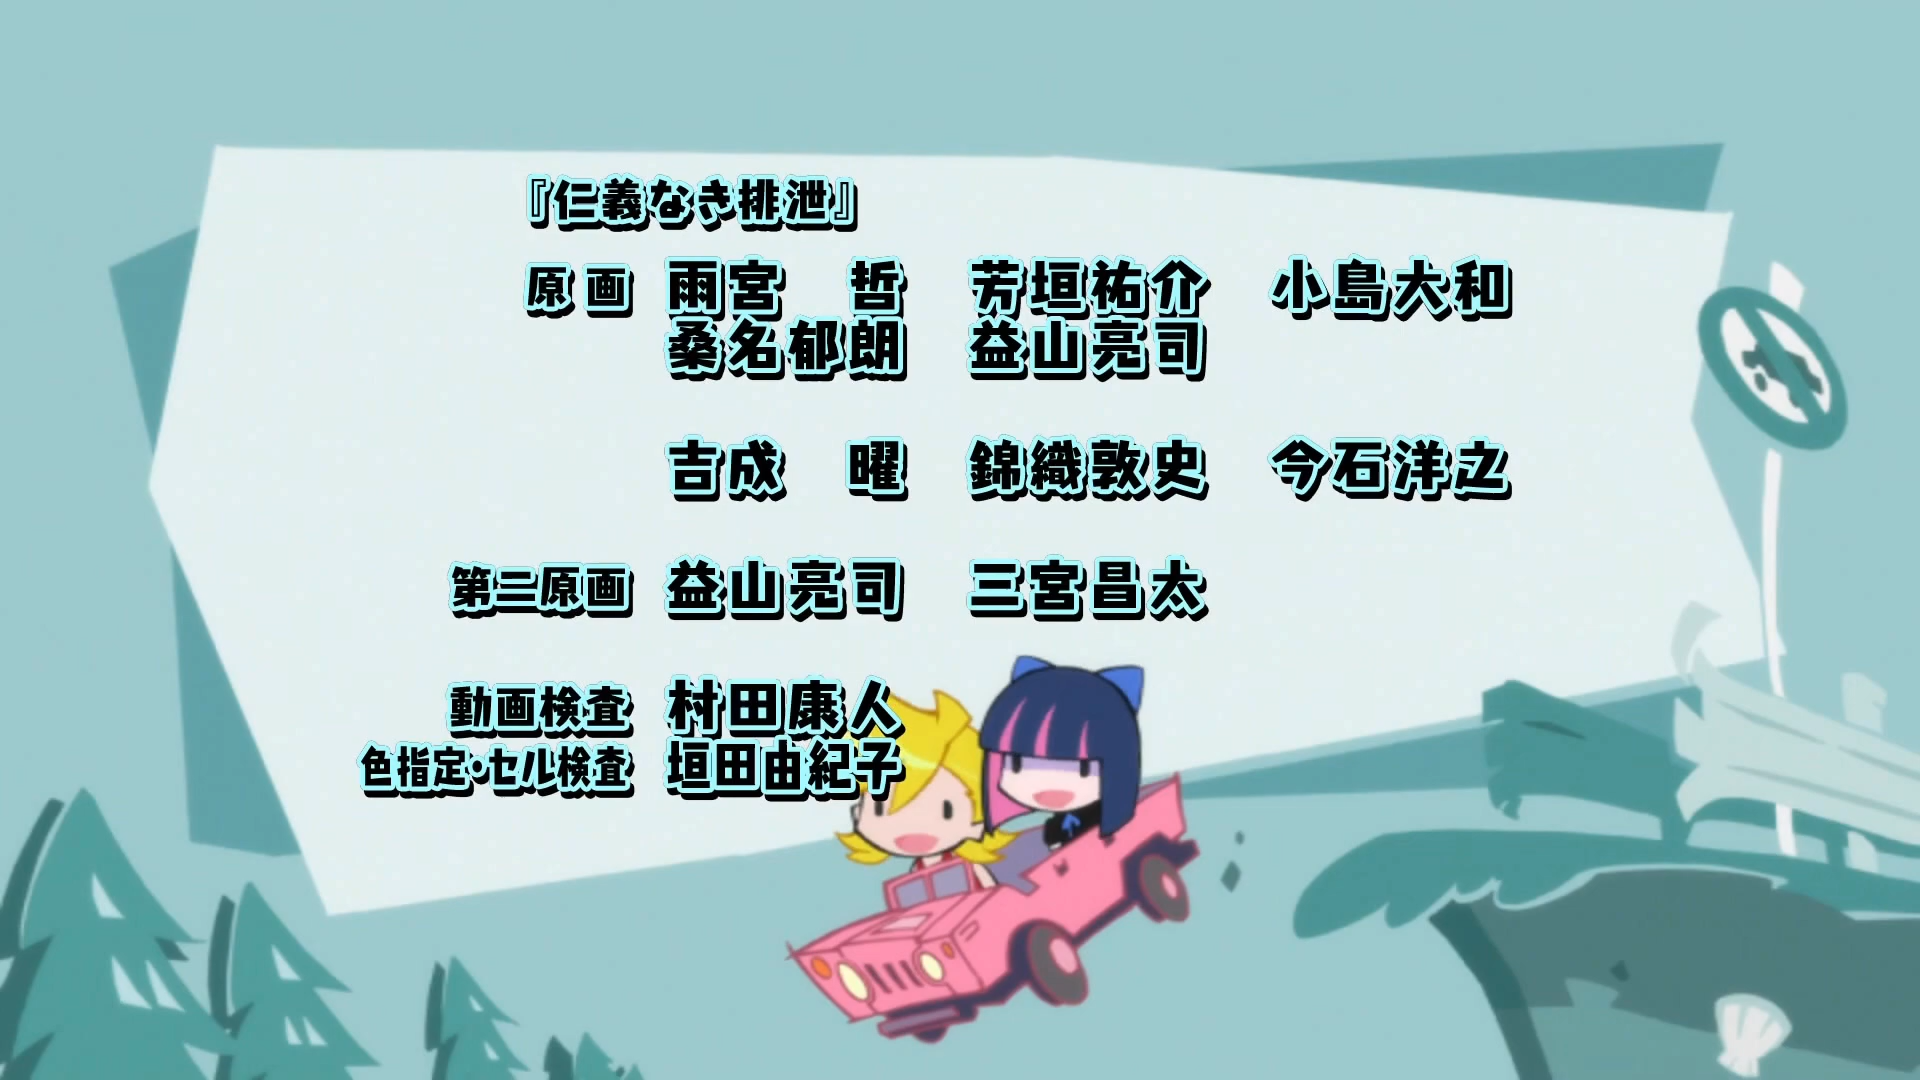 『仁義なき排泄』
原画 雨宮 哲 芳垣祐介 小島大和
桑名郁朗 益山亮司
吉成 曜 錦織敦史 今石洋之
第二原画 益山亮司 三宮昌太
動画検査 村田康人
色指定・セル検査 垣田由紀子